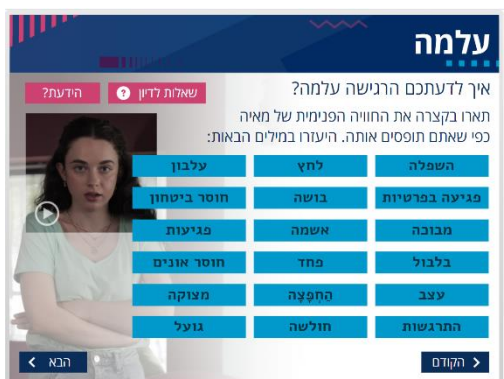 עלמה
איך לדעתכם הרגישה עלמה?
שאלות לדיון ?
הידעת?
תארו בקצרה את החוויה הפנימית של מאיה
כפי שאתם תופסים אותה. היעזרו במילים הבאות:
השפלה לחץ עלבון
פגיעה בפרטיות בושה חוסר ביטחון
מבוכה אשמה פגיעות
בלבול פחד חוסר אונים
עצב הַחְפָּצָה מצוקה
התרגשות חולשה גועל
הקודם
הבא